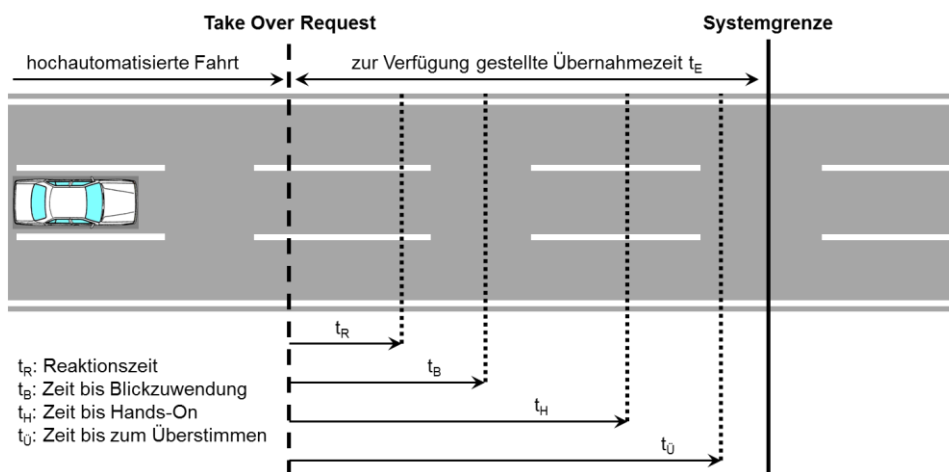 Take Over Request
Systemgrenze
hochautomatisierte Fahrt
zur Verfügung gestellte Übernahmezeit tE
tR
tB
tH
tÜ
tR: Reaktionszeit
tB: Zeit bis Blickzuwendung
tH: Zeit bis Hands-On
tÜ: Zeit bis zum Überstimmen